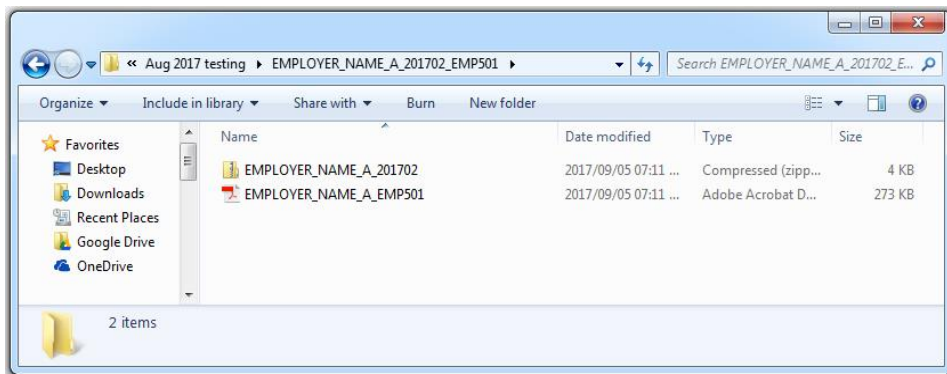 « Aug 2017 testing ▸ EMPLOYER_NAME_A_201702_EMP501 ▸ Search EMPLOYER_NAME_A_201702_E...
Organize Include in library Share with Burn New folder
Favorites
Desktop
Downloads
Recent Places
Google Drive
OneDrive
Name Date modified Type Size
EMPLOYER_NAME_A_201702 2017/09/05 07:11 ... Compressed (zipp... 4 KB
EMPLOYER_NAME_A_EMP501 2017/09/05 07:11 ... Adobe Acrobat D... 273 KB
2 items